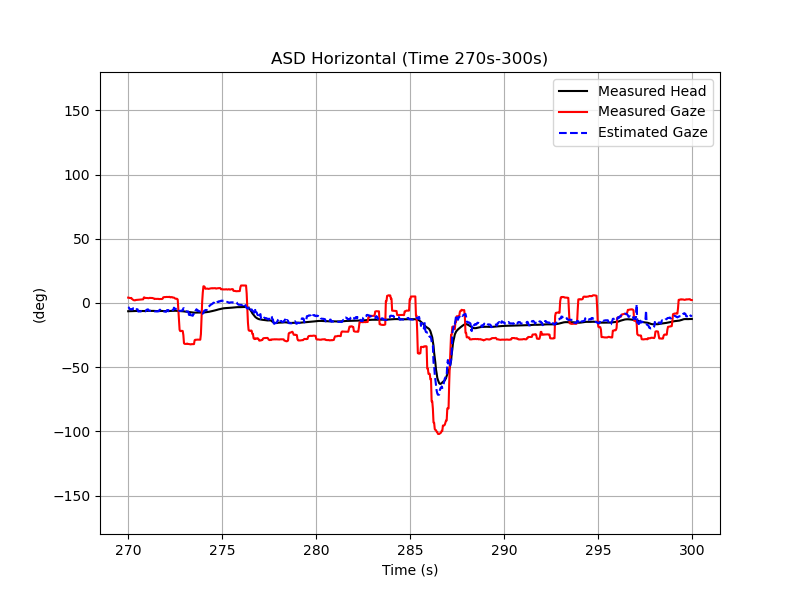 ASD Horizontal (Time 270s-300s)
Measured Head
Measured Gaze
Estimated Gaze
150
100
50
0
−50
−100
−150
(deg)
270
275
280
285
290
295
300
Time (s)